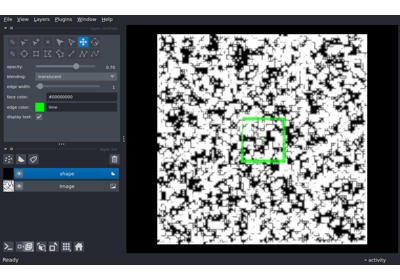 File View Layers Plugins Window Help
opacity: 0.70
blending: translucent
edge width: 1
face color: #00000000
edge color: lime
display text: ✓
shape
Image
Ready
activity